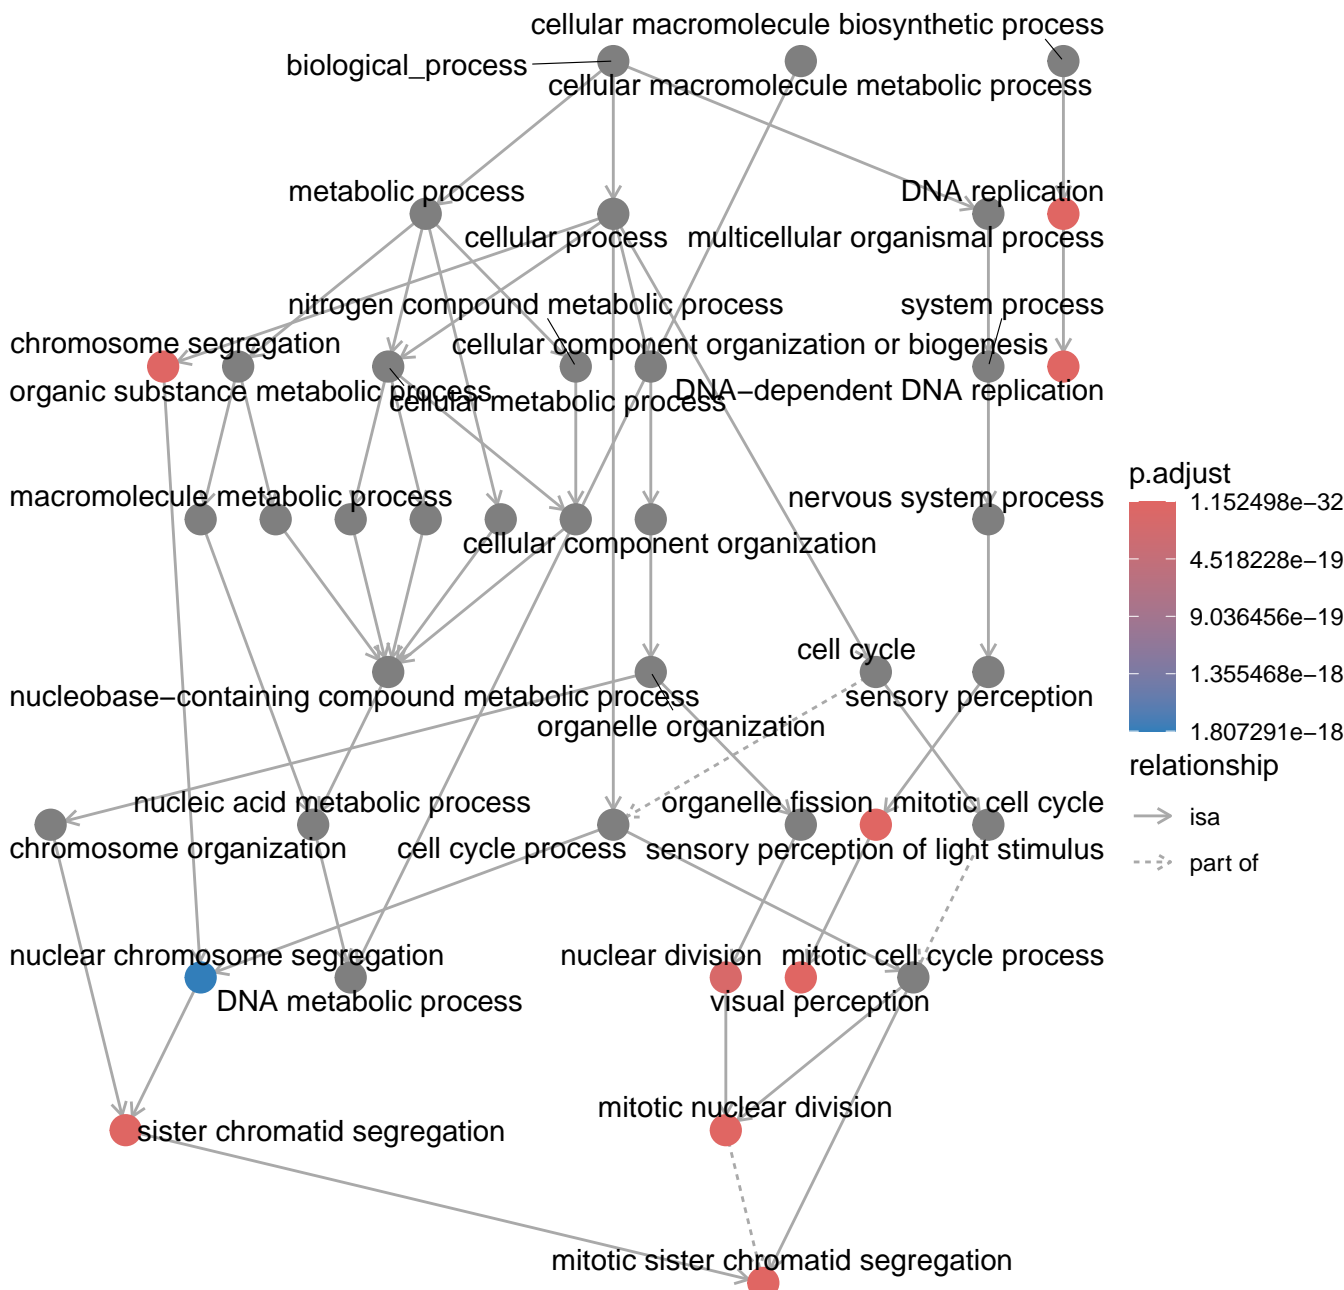 cellular macromolecule biosynthetic process
biological_process
cellular macromolecule metabolic process
metabolic process
DNA replication
cellular process
multicellular organismal process
nitrogen compound metabolic process
system process
chromosome segregation
cellular component organization or biogenesis
organic substance metabolic process
cellular metabolic process
DNA−dependent DNA replication
macromolecule metabolic process
nervous system process
cellular component organization
cell cycle
nucleobase−containing compound metabolic process
sensory perception
organelle organization
nucleic acid metabolic process
organelle fission
mitotic cell cycle
chromosome organization
cell cycle process
sensory perception of light stimulus
nuclear chromosome segregation
nuclear division
mitotic cell cycle process
DNA metabolic process
visual perception
mitotic nuclear division
sister chromatid segregation
mitotic sister chromatid segregation
p.adjust
1.152498e−32
4.518228e−19
9.036456e−19
1.355468e−18
1.807291e−18
relationship
isa
part of